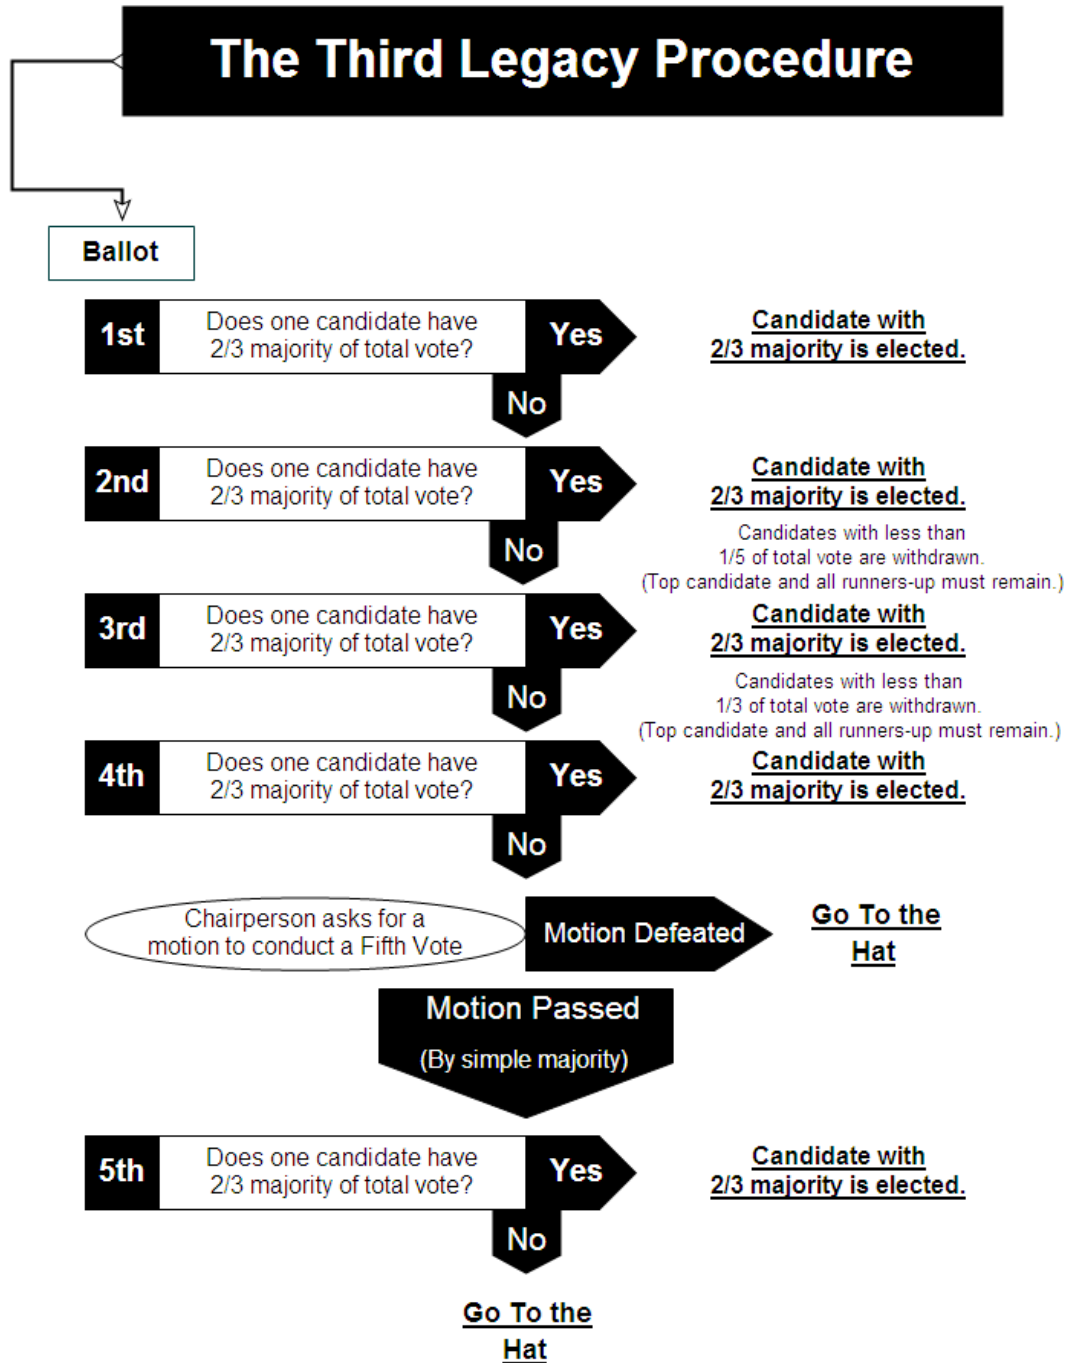 The Third Legacy Procedure
Ballot
1st
Does one candidate have
2/3 majority of total vote?
Yes
Candidate with
2/3 majority is elected.
No
2nd
Does one candidate have
2/3 majority of total vote?
Yes
Candidate with
2/3 majority is elected.
No
Candidates with less than
1/5 of total vote are withdrawn.
(Top candidate and all runners-up must remain.)
3rd
Does one candidate have
2/3 majority of total vote?
Yes
Candidate with
2/3 majority is elected.
No
Candidates with less than
1/3 of total vote are withdrawn.
(Top candidate and all runners-up must remain.)
4th
Does one candidate have
2/3 majority of total vote?
Yes
Candidate with
2/3 majority is elected.
No
Chairperson asks for a
motion to conduct a Fifth Vote
Motion Defeated
Go To the
Hat
Motion Passed
(By simple majority)
5th
Does one candidate have
2/3 majority of total vote?
Yes
Candidate with
2/3 majority is elected.
No
Go To the
Hat